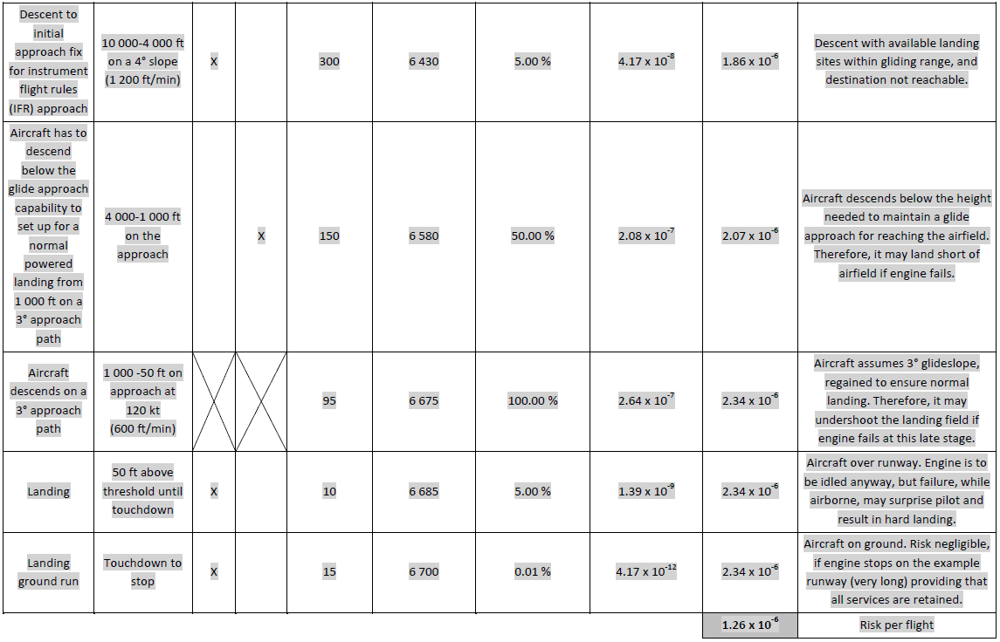 Descent to
initial
approach fix
for instrument
flight rules
(IFR) approach
10 000-4 000 ft
on a 4° slope
(1 200 ft/min)
X
300
6 430
5.00 %
4.17 x 10⁻⁸
1.86 x 10⁻⁶
Descent with available landing
sites within gliding range, and
destination not reachable.
Aircraft has to
descend
below the
glide approach
capability to
set up for a
normal
powered
landing from
1 000 ft on a
3° approach
path
4 000-1 000 ft
on the
approach
X
150
6 580
50.00 %
2.08 x 10⁻⁷
2.07 x 10⁻⁶
Aircraft descends below the height
needed to maintain a glide
approach for reaching the airfield.
Therefore, it may land short of
airfield if engine fails.
Aircraft
descends on a
3° approach
path
1 000 -50 ft on
approach at
120 kt
(600 ft/min)
95
6 675
100.00 %
2.64 x 10⁻⁷
2.34 x 10⁻⁶
Aircraft assumes 3° glideslope,
regained to ensure normal
landing. Therefore, it may
undershoot the landing field if
engine fails at this late stage.
Landing
50 ft above
threshold until
touchdown
X
10
6 685
5.00 %
1.39 x 10⁻⁹
2.34 x 10⁻⁶
Aircraft over runway. Engine is to
be idled anyway, but failure, while
airborne, may surprise pilot and
result in hard landing.
Landing
ground run
Touchdown to
stop
X
15
6 700
0.01 %
4.17 x 10⁻¹²
2.34 x 10⁻⁶
Aircraft on ground. Risk negligible,
if engine stops on the example
runway (very long) providing that
all services are retained.
1.26 x 10⁻⁶
Risk per flight